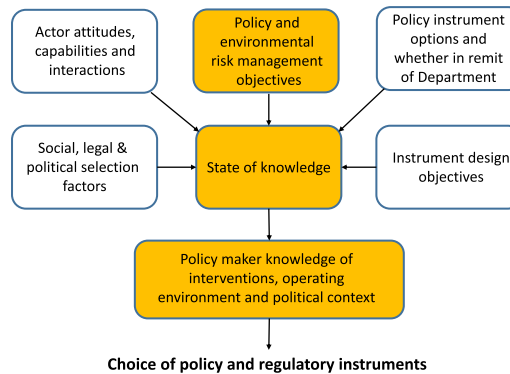 Actor attitudes,
capabilities and
interactions
Policy and
environmental
risk management
objectives
Policy instrument
options and
whether in remit
of Department
Social, legal &
political selection
factors
State of knowledge
Instrument design
objectives
Policy maker knowledge of
interventions, operating
environment and political context
Choice of policy and regulatory instruments